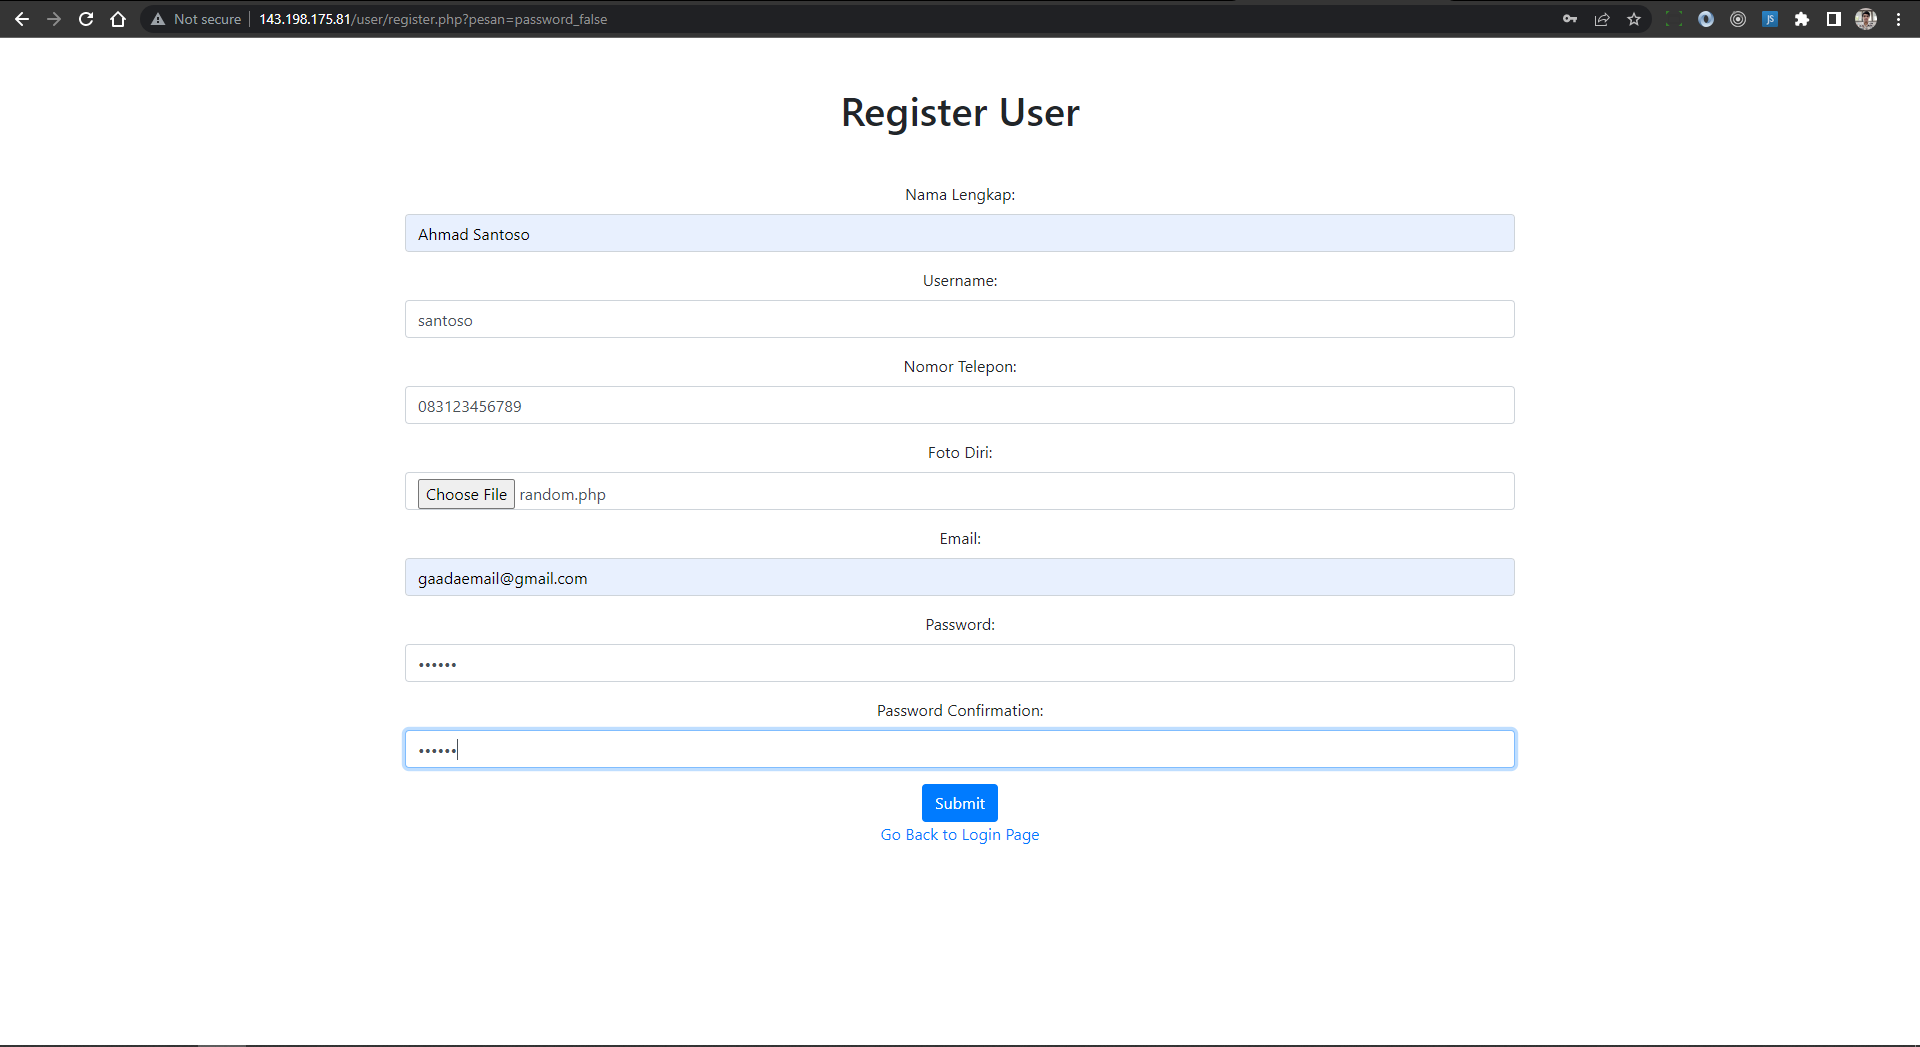 Not secure 143.198.175.81/user/register.php?pesan=password_false
JS
Register User
Nama Lengkap:
Ahmad Santoso
Username:
santoso
Nomor Telepon:
083123456789
Foto Diri:
Choose File random.php
Email:
gaadaemail@gmail.com
Password:
••••••
Password Confirmation:
••••••
Submit
Go Back to Login Page